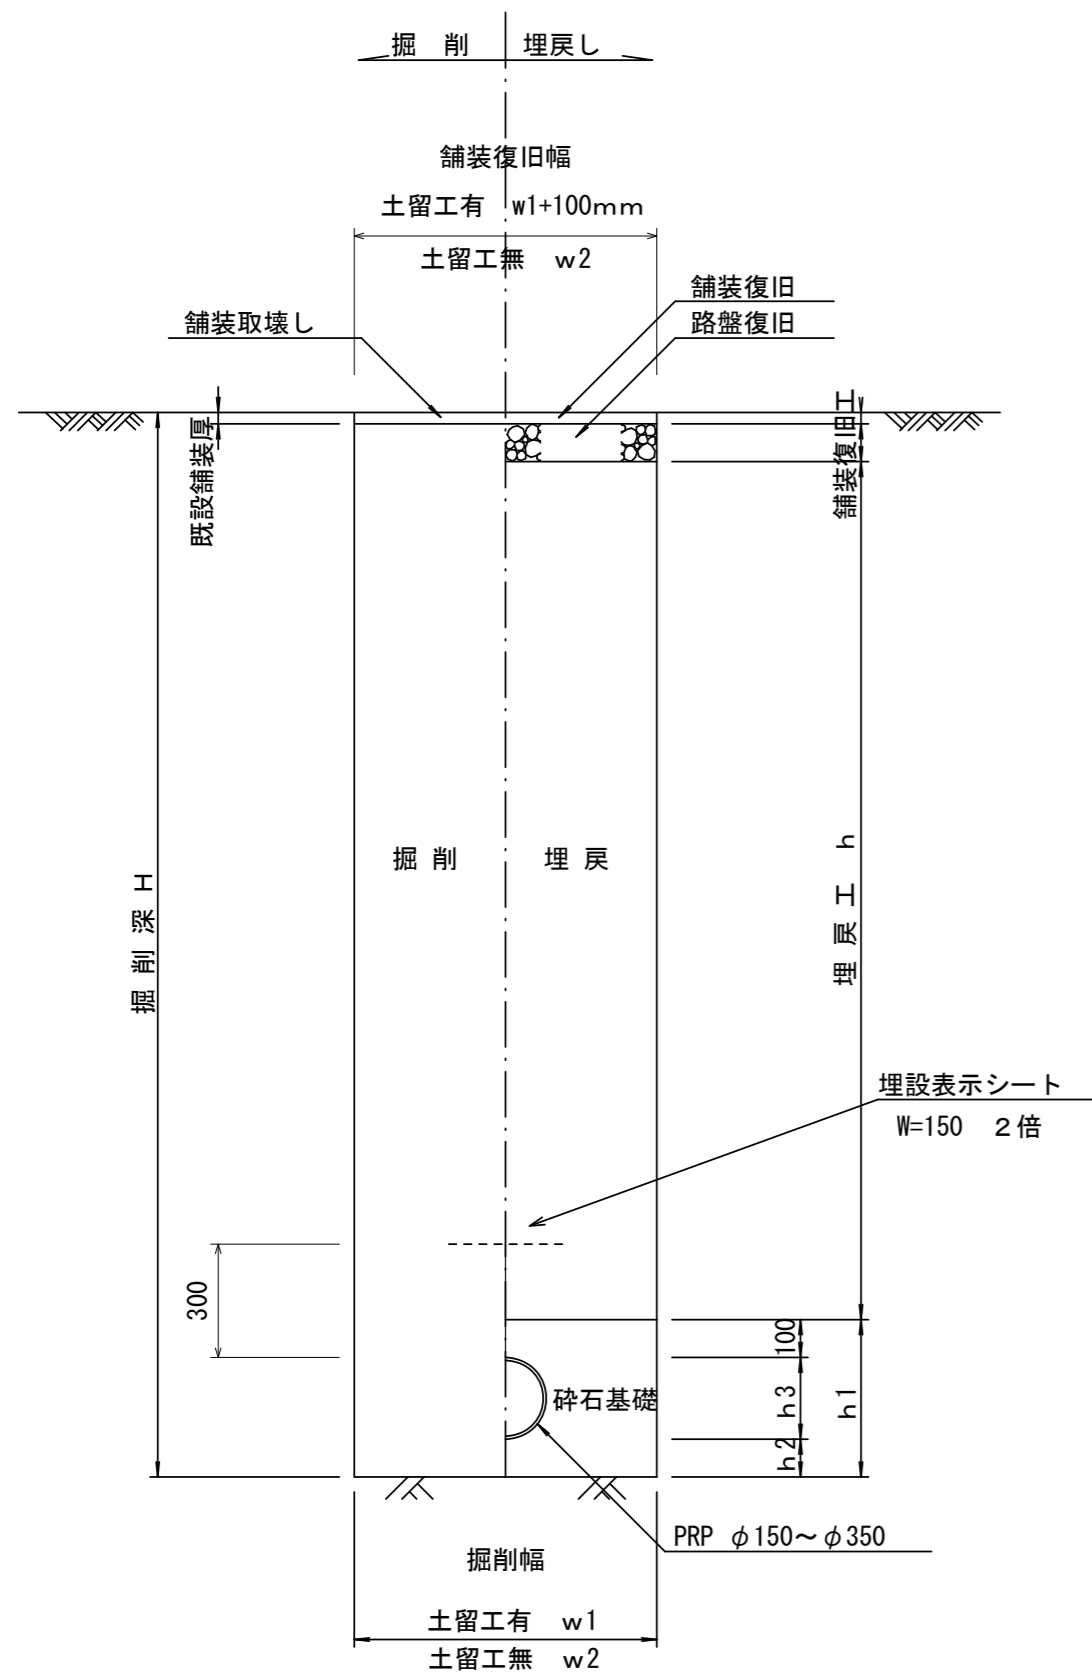 掘 削
埋戻し
舗装復旧幅
土留工有 w1+100mm
土留工無 w2
舗装復旧
路盤復旧
舗装取壊し
既設舗装厚
舗装復旧工
掘 削
埋 戻
掘 削 深 H
埋 戻 工 h
埋設表示シート
W=150 2倍
300
100
h3
h1
h2
砕石基礎
PRP φ150～φ350
掘削幅
土留工有 w1
土留工無 w2